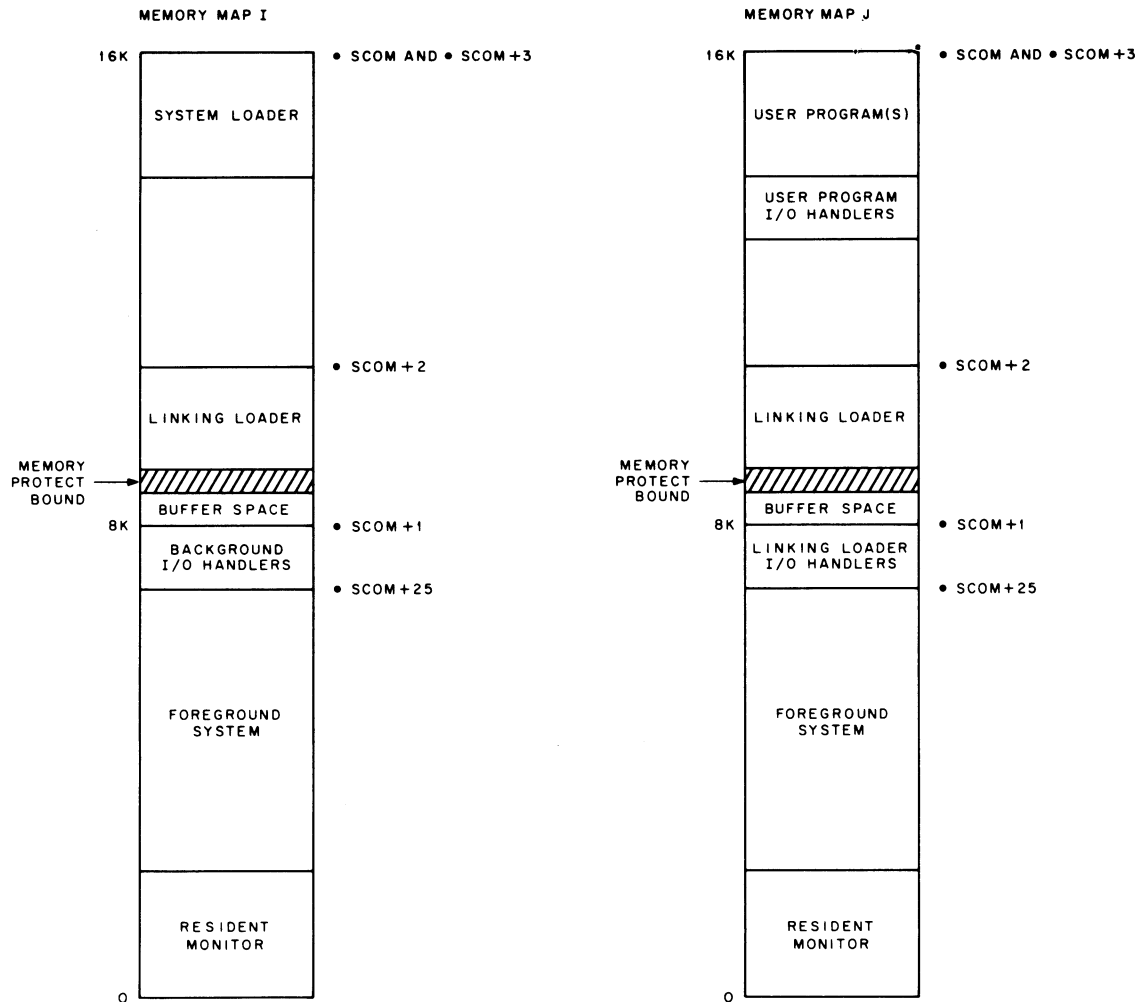 MEMORY MAP I
16K
• SCOM AND • SCOM+3
SYSTEM LOADER
• SCOM+2
LINKING LOADER
MEMORY
PROTECT
BOUND
BUFFER SPACE
8K
• SCOM+1
BACKGROUND
I/O HANDLERS
• SCOM+25
FOREGROUND
SYSTEM
RESIDENT
MONITOR
0
MEMORY MAP J
16K
• SCOM AND • SCOM+3
USER PROGRAM(S)
USER PROGRAM
I/O HANDLERS
• SCOM+2
LINKING LOADER
MEMORY
PROTECT
BOUND
BUFFER SPACE
8K
• SCOM+1
LINKING LOADER
I/O HANDLERS
• SCOM+25
FOREGROUND
SYSTEM
RESIDENT
MONITOR
0